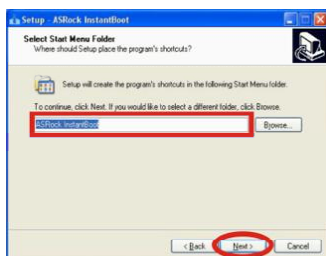 Setup - ASRock InstantBoot
Select Start Menu Folder
Where should Setup place the program's shortcuts?
Setup will create the program's shortcuts in the following Start Menu folder.
To continue, click Next. If you would like to select a different folder, click Browse.
ASRock InstantBoot
Browse...
< Back
Next >
Cancel